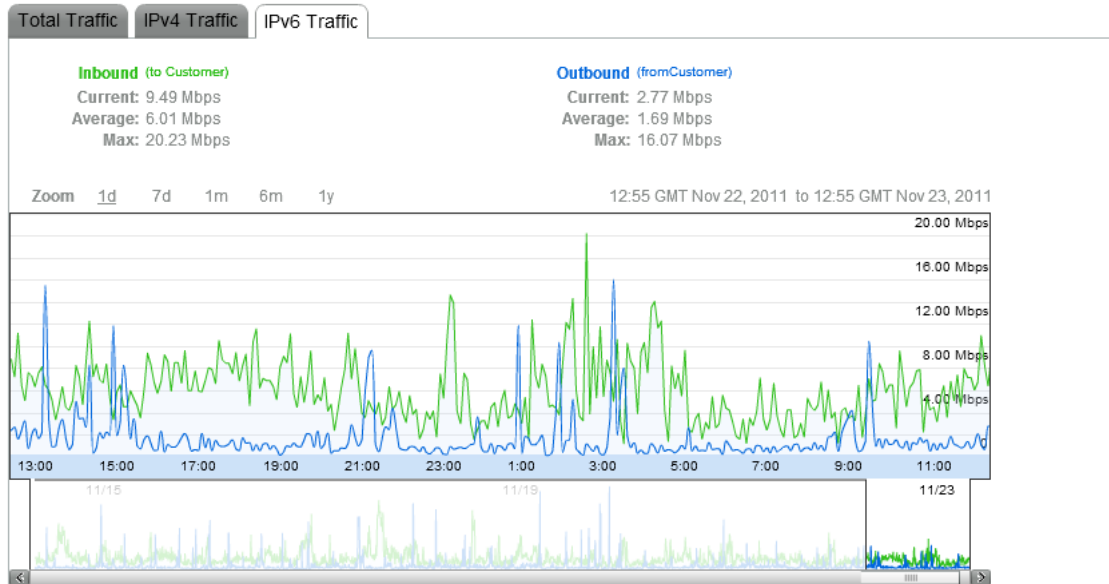 Total Traffic IPv4 Traffic IPv6 Traffic
Inbound (to Customer) Outbound (fromCustomer)
Current: 9.49 Mbps Current: 2.77 Mbps
Average: 6.01 Mbps Average: 1.69 Mbps
Max: 20.23 Mbps Max: 16.07 Mbps
Zoom 1d 7d 1m 6m 1y 12:55 GMT Nov 22, 2011 to 12:55 GMT Nov 23, 2011
20.00 Mbps
16.00 Mbps
12.00 Mbps
8.00 Mbps
4.00 Mbps
0
13:00 15:00 17:00 19:00 21:00 23:00 1:00 3:00 5:00 7:00 9:00 11:00
11/15 11/19 11/23